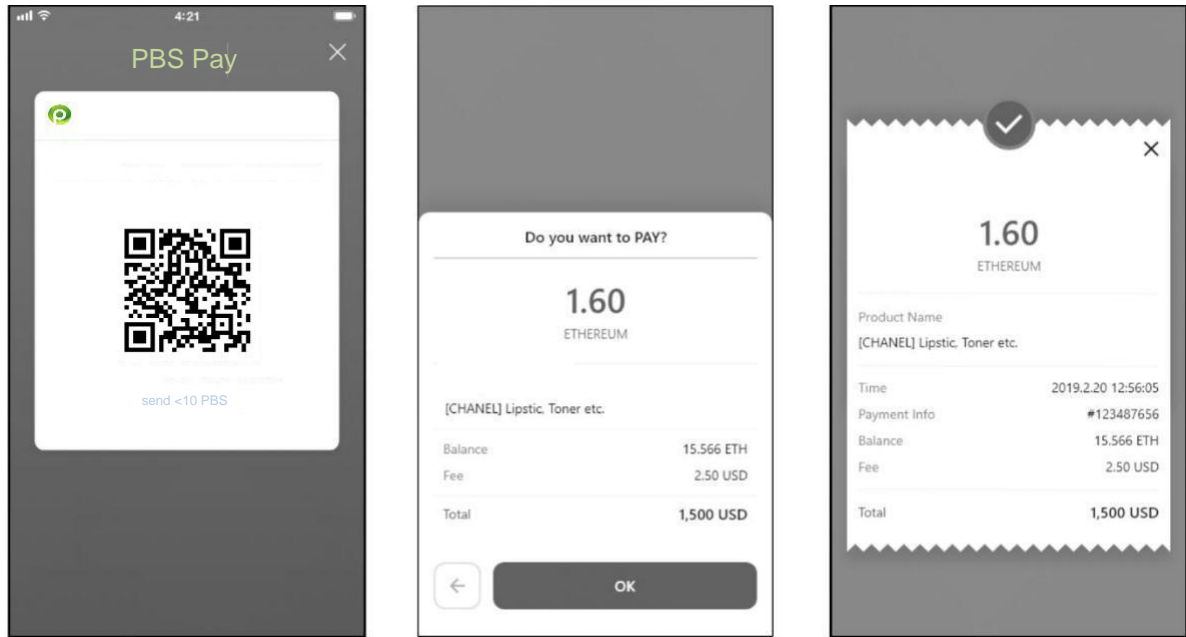 4:21
PBS Pay
send <10 PBS
Do you want to PAY?
1.60
ETHEREUM
[CHANEL] Lipstic, Toner etc.
Balance 15.566 ETH
Fee 2.50 USD
Total 1,500 USD
OK
1.60
ETHEREUM
Product Name
[CHANEL] Lipstic, Toner etc.
Time 2019.2.20 12:56:05
Payment Info #123487656
Balance 15.566 ETH
Fee 2.50 USD
Total 1,500 USD